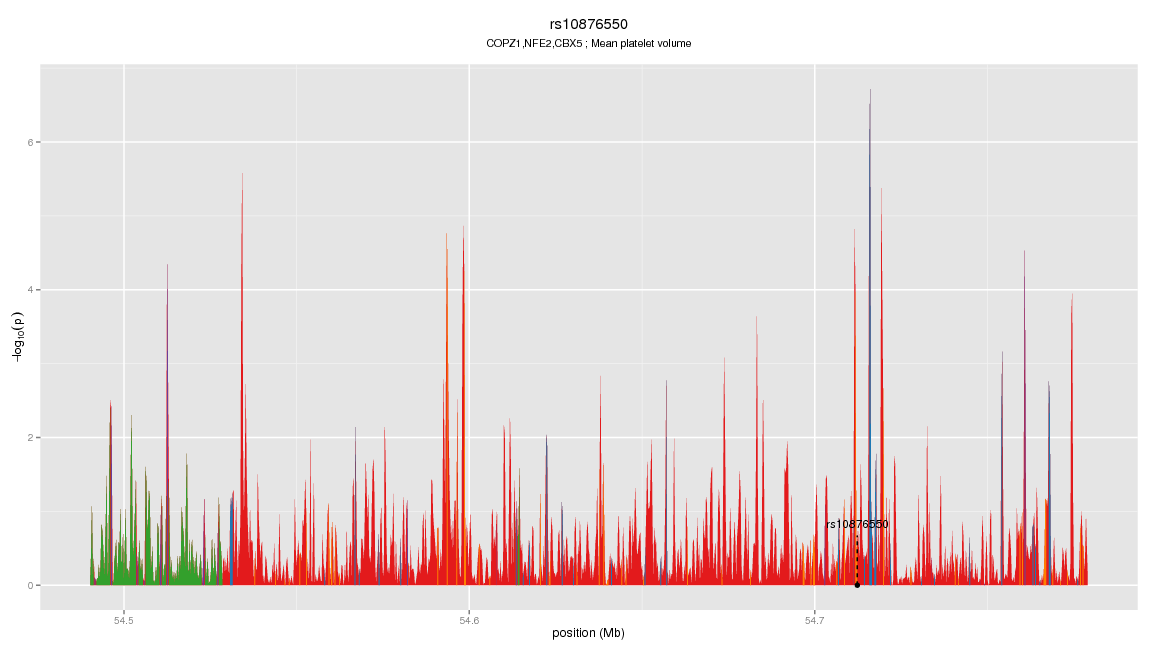 rs10876550
COPZ1,NFE2,CBX5 ; Mean platelet volume
6
4
2
0
−log10(p)
rs10876550
54.5
54.6
54.7
position (Mb)